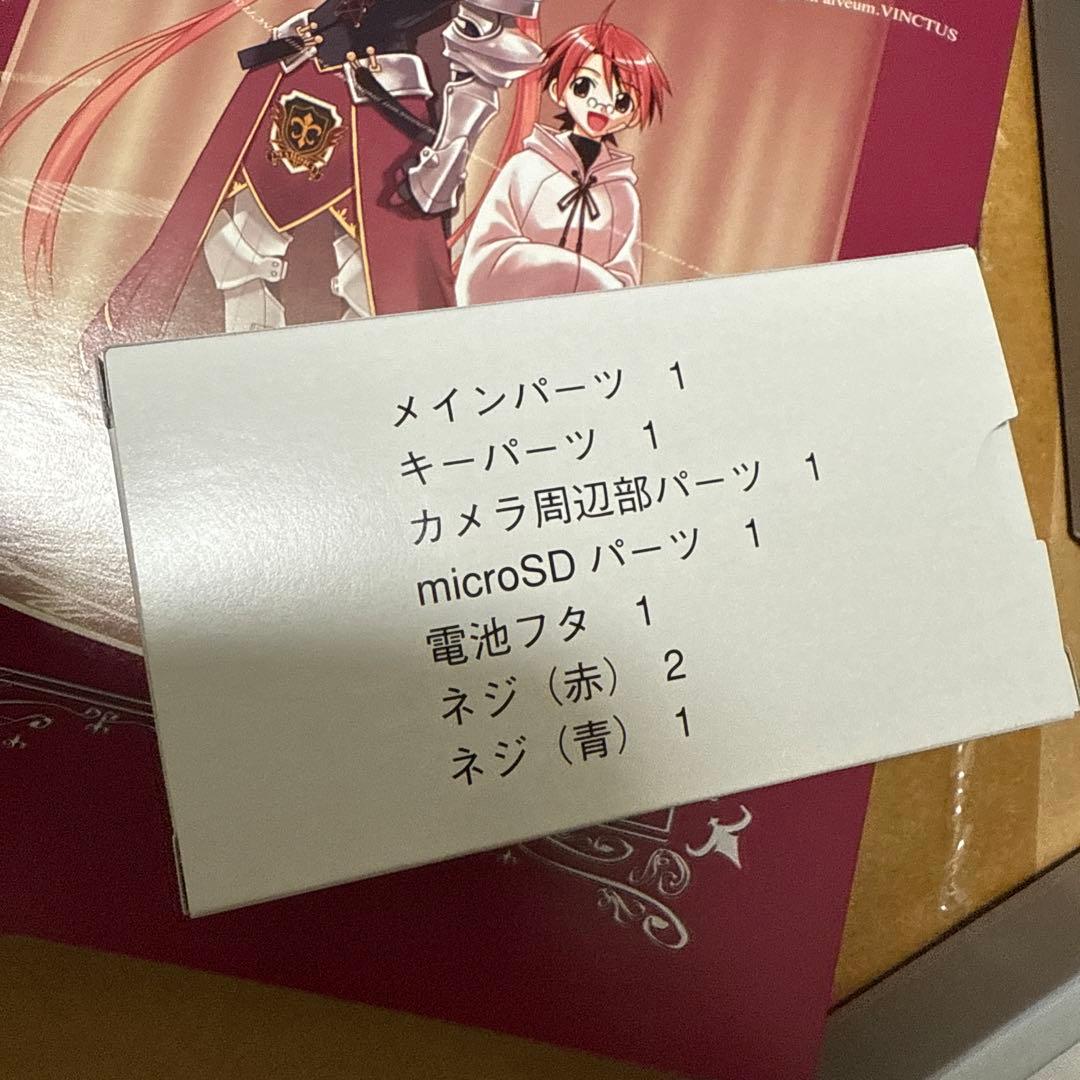 alveum.VINCTUS
メインパーツ　1
キーパーツ　1
カメラ周辺部パーツ　1
microSD パーツ　1
電池フタ　1
ネジ（赤）　2
ネジ（青）　1